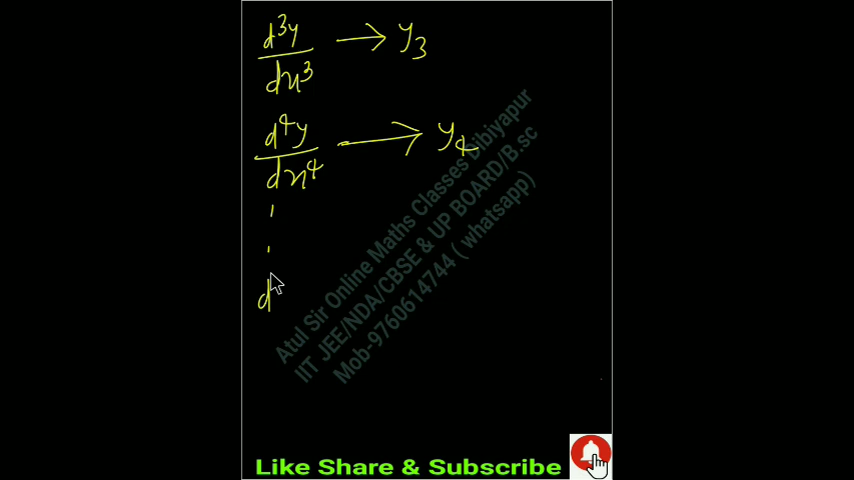 d³y/dx³ → y₃
d⁴y/dx⁴ → y₄
d
Atul Sir Online Maths Classes Dibiyapur
IIT JEE/NDA/CBSE & UP BOARD/B.sc
Mob-9760614744 ( whatsapp)
Like Share & Subscribe